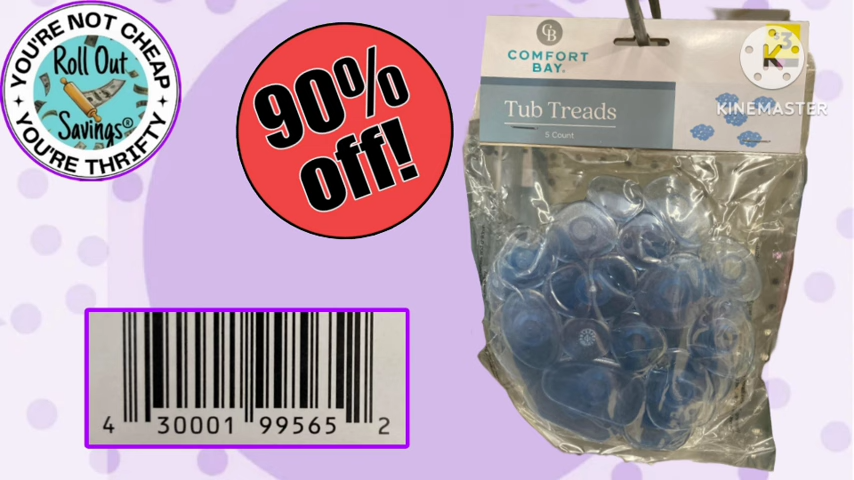 YOU'RE NOT CHEAP
Roll Out
Savings®
YOU'RE THRIFTY
90%
off!
CB
COMFORT
BAY®
Tub Treads
5 Count
K
KINEMASTER
4 30001 99565 2